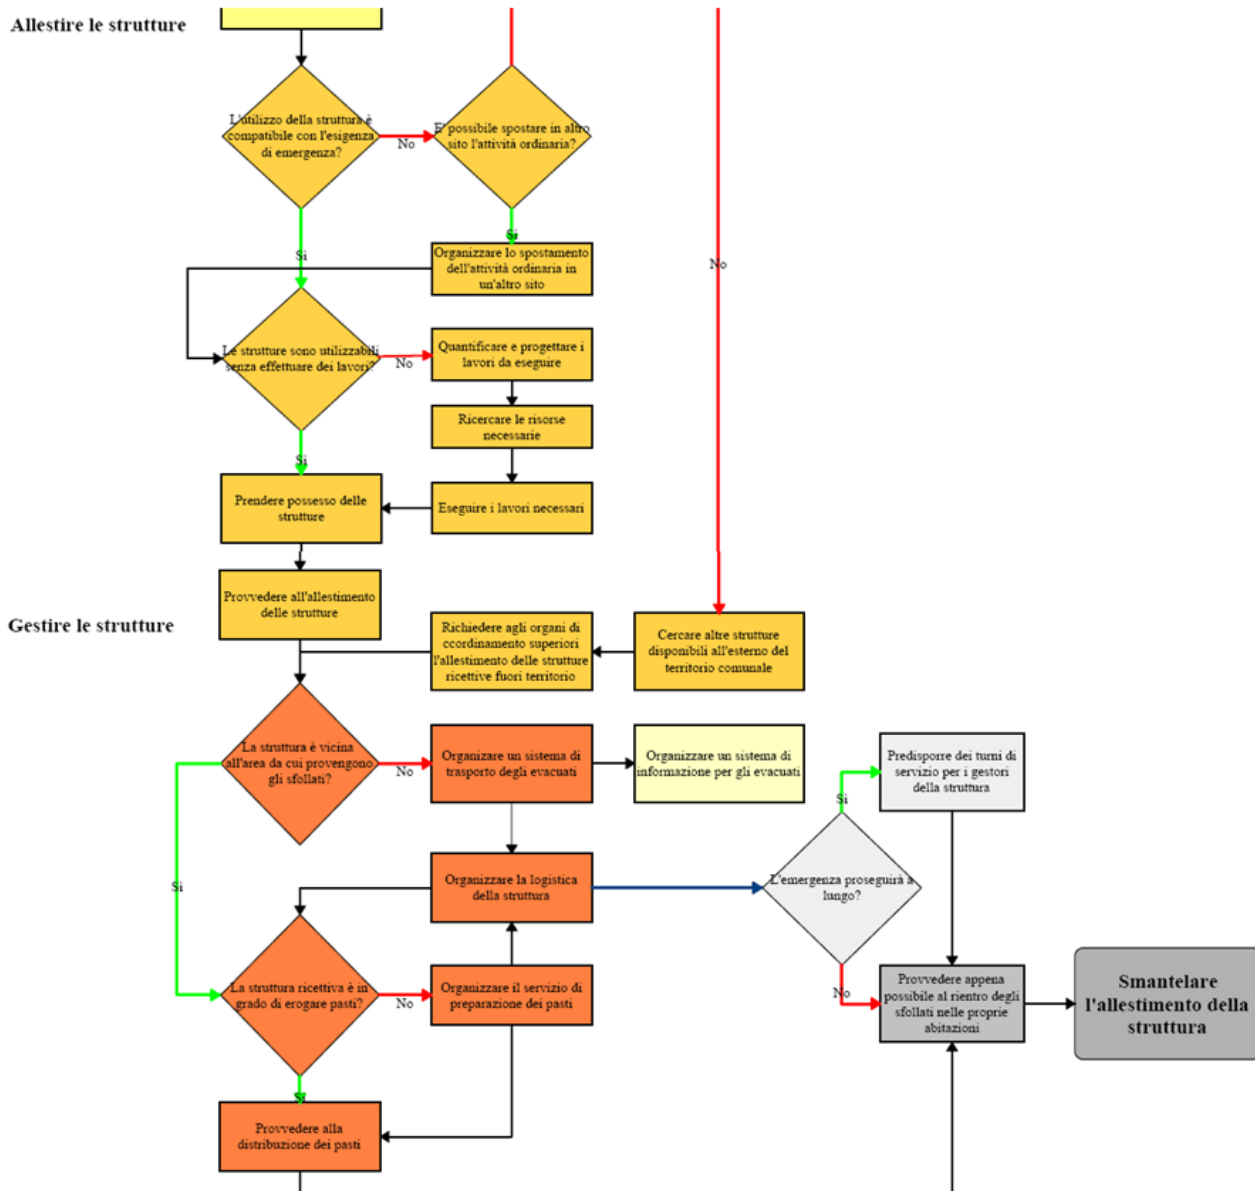 Allestire le strutture
L'utilizzo della struttura è
compatibile con l'esigenza
di emergenza?
No
E' possibile spostare in altro
sito l'attività ordinaria?
Si
Si
No
Organizzare lo spostamento
dell'attività ordinaria in
un'altro sito
Le strutture sono utilizzabili
senza effettuare dei lavori?
No
Quantificare e progettare i
lavori da eseguire
Ricercare le risorse
necessarie
Si
Prendere possesso delle
strutture
Eseguire i lavori necessari
Provvedere all'allestimento
delle strutture
Gestire le strutture
Richiedere agli organi di
ccordinamento superiori
l'allestimento delle strutture
ricettive fuori territorio
Cercare altre strutture
disponibili all'esterno del
territorio comunale
La struttura è vicina
all'area da cui provengono
gli sfollati?
No
Organizare un sistema di
trasporto degli evacuati
Organizzare un sistema di
informazione per gli evacuati
Predisporre dei turni di
servizio per i gestori
della struttura
Si
Si
Organizzare la logistica
della struttura
L'emergenza proseguirà a
lungo?
No
La struttura ricettiva è in
grado di erogare pasti?
No
Organizzare il servizio di
preparazione dei pasti
Provvedere appena
possibile al rientro degli
sfollati nelle proprie
abitazioni
Smantelare
l'allestimento della
struttura
Si
Provvedere alla
distribuzione dei pasti